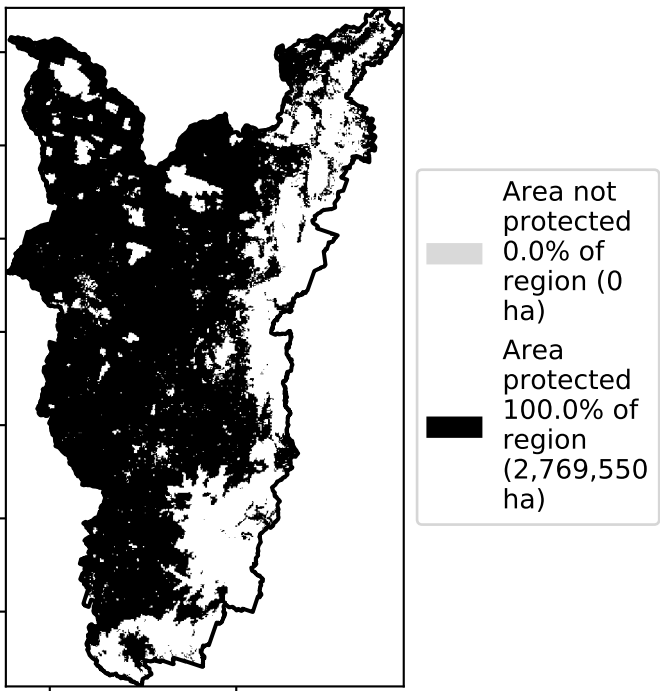 Area not
protected
0.0% of
region (0
ha)
Area
protected
100.0% of
region
(2,769,550
ha)